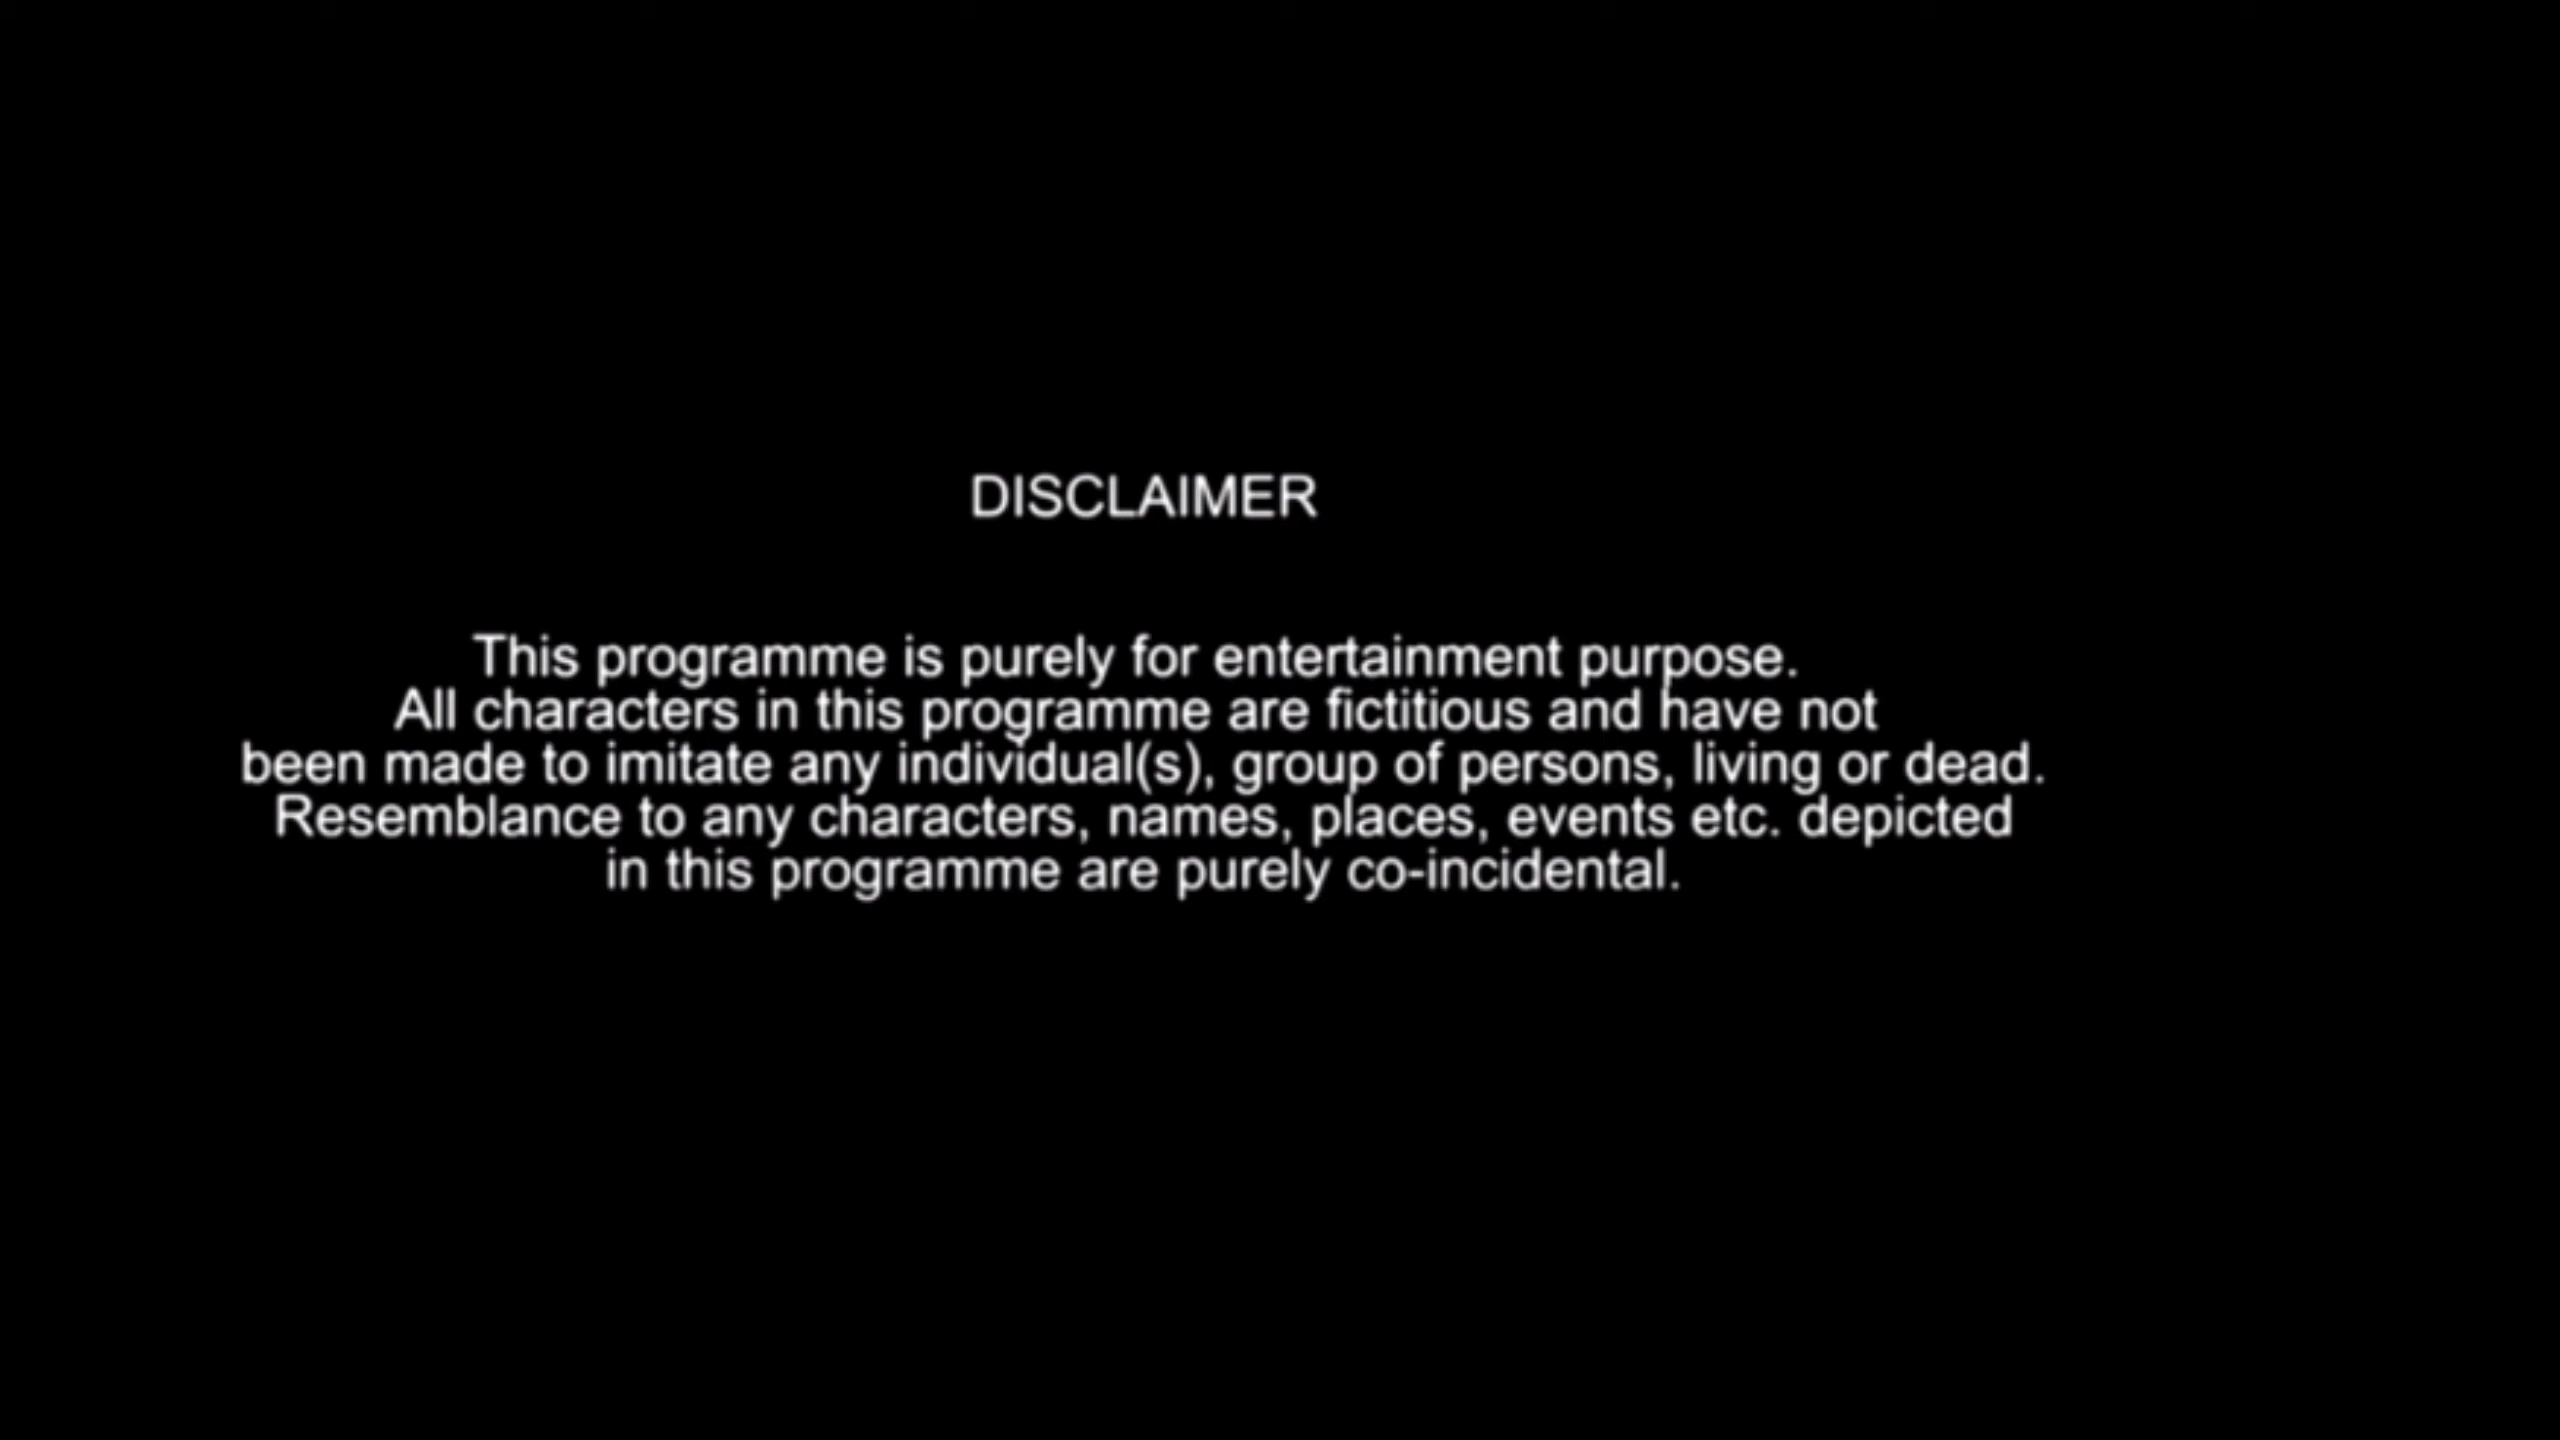 DISCLAIMER
This programme is purely for entertainment purpose.
All characters in this programme are fictitious and have not
been made to imitate any individual(s), group of persons, living or dead.
Resemblance to any characters, names, places, events etc. depicted
in this programme are purely co-incidental.